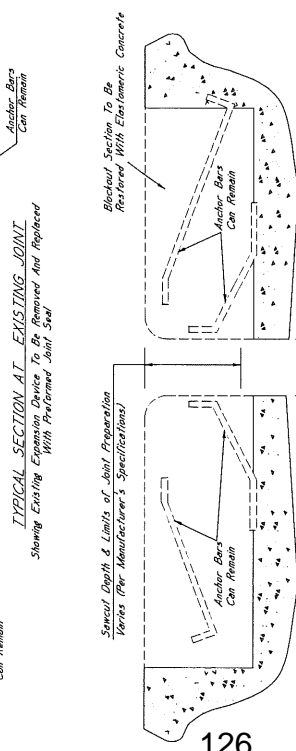 Anchor Bars
Can Remain
Can Remain
TYPICAL SECTION AT EXISTING JOINT
Showing Existing Expansion Device To Be Removed And Replaced
With Preformed Joint Seal
Blockout Section To Be
Restored With Elastomeric Concrete
Sawcut Depth & Limits of Joint Preparation
Varies (Per Manufacturer's Specifications)
Anchor Bars
Can Remain
Anchor Bars
Can Remain
126